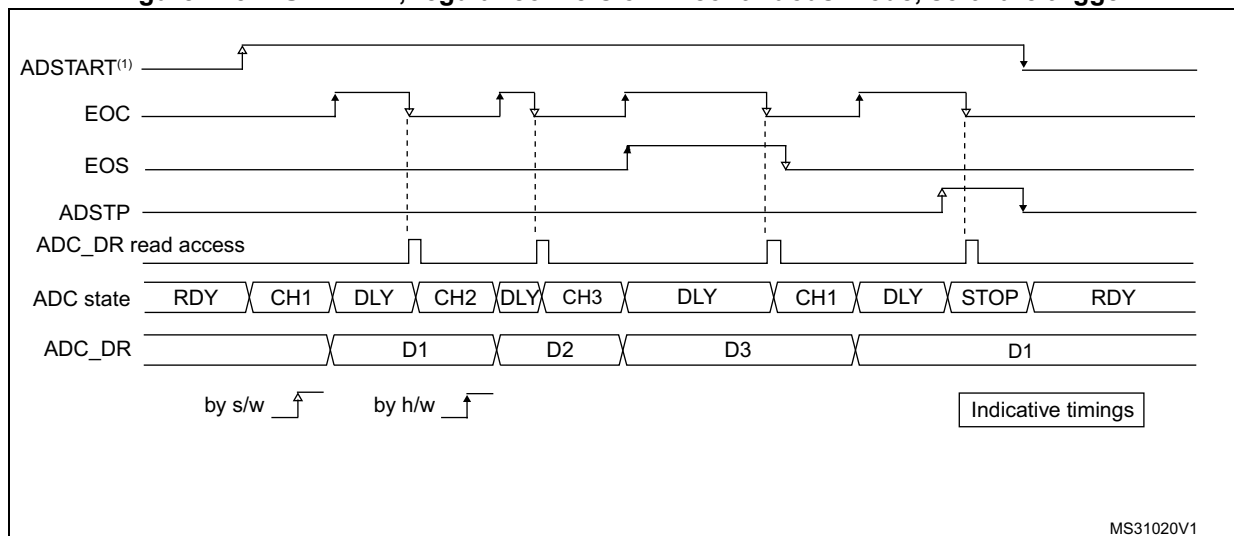 ADSTART(1)
EOC
EOS
ADSTP
ADC_DR read access
ADC state RDY CH1 DLY CH2 DLY CH3 DLY CH1 DLY STOP RDY
ADC_DR D1 D2 D3 D1
by s/w by h/w Indicative timings
MS31020V1